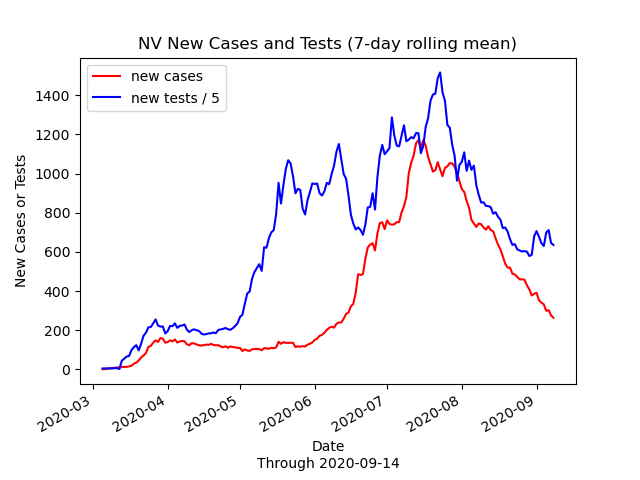 NV New Cases and Tests (7-day rolling mean)
new cases
new tests / 5
New Cases or Tests
1400
1200
1000
800
600
400
200
0
2020-03
2020-04
2020-05
2020-06
2020-07
2020-08
2020-09
Date
Through 2020-09-14